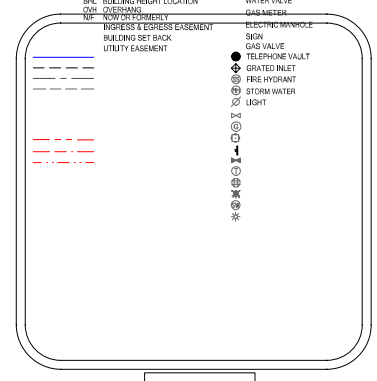 BHL BUILDING HEIGHT LOCATION
OVH OVERHANG
N/F NOW OR FORMERLY
INGRESS & EGRESS EASEMENT
BUILDING SET BACK
UTILITY EASEMENT
WATER VALVE
GAS METER
ELECTRIC MANHOLE
SIGN
GAS VALVE
TELEPHONE VAULT
GRATED INLET
FIRE HYDRANT
STORM WATER
LIGHT
G
T
SW